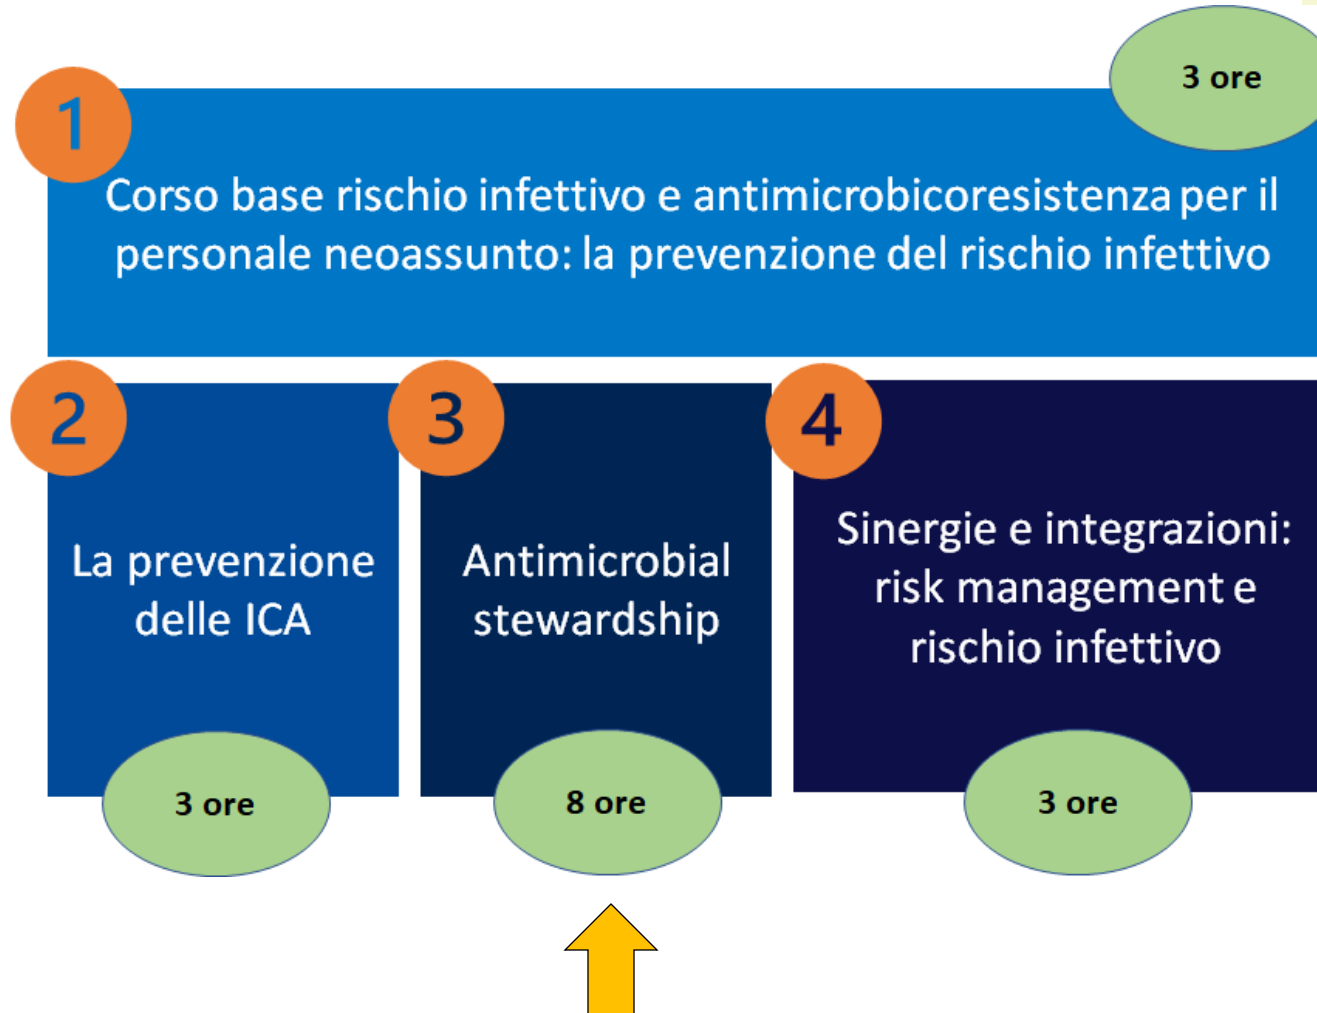 3 ore
1
Corso base rischio infettivo e antimicrobicoresistenza per il
personale neoassunto: la prevenzione del rischio infettivo
2
La prevenzione
delle ICA
3 ore
3
Antimicrobial
stewardship
8 ore
4
Sinergie e integrazioni:
risk management e
rischio infettivo
3 ore